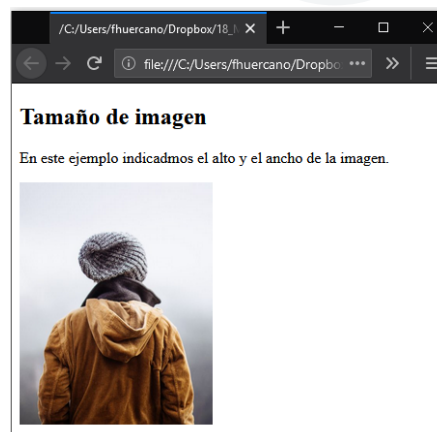 /C:/Users/fhuercano/Dropbox/18_
file:///C:/Users/fhuercano/Dropbo
Tamaño de imagen
En este ejemplo indicadmos el alto y el ancho de la imagen.